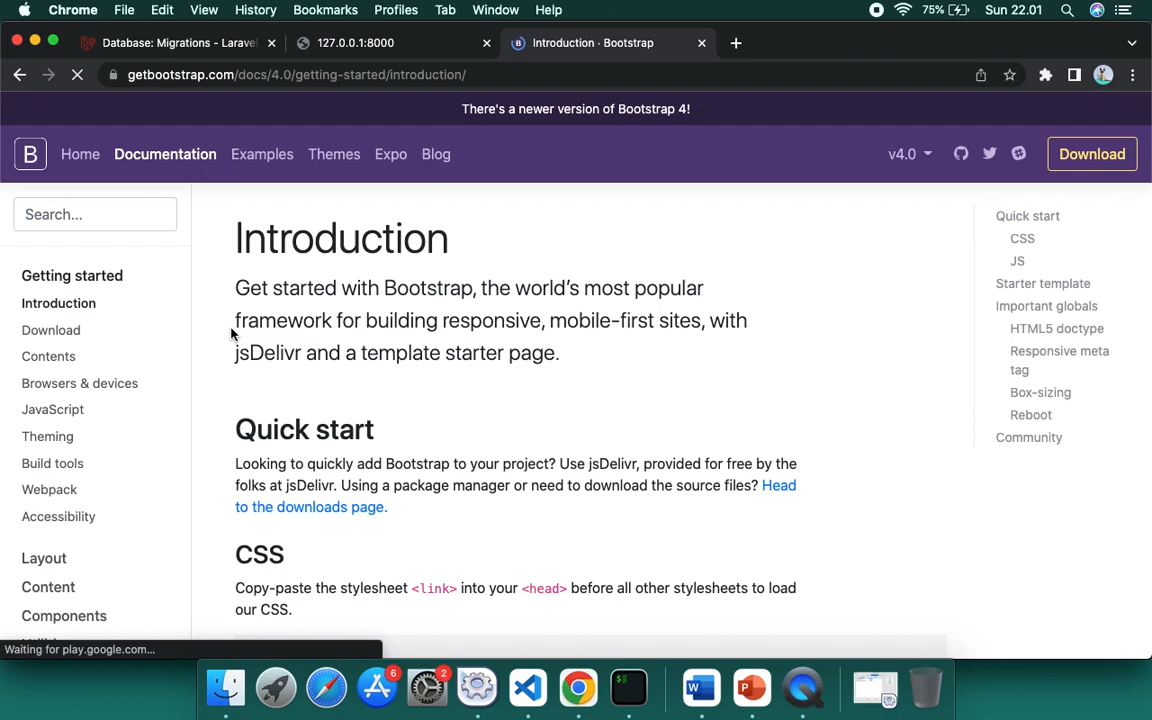 Chrome File Edit View History Bookmarks Profiles Tab Window Help 75% Sun 22.01
Database: Migrations - Larave 127.0.0.1:8000 Introduction · Bootstrap
getbootstrap.com/docs/4.0/getting-started/introduction/
There's a newer version of Bootstrap 4!
B Home Documentation Examples Themes Expo Blog v4.0 Download
Search...
Getting started
Introduction
Download
Contents
Browsers & devices
JavaScript
Theming
Build tools
Webpack
Accessibility
Layout
Content
Components
Introduction
Get started with Bootstrap, the world's most popular
framework for building responsive, mobile-first sites, with
jsDelivr and a template starter page.
Quick start
Looking to quickly add Bootstrap to your project? Use jsDelivr, provided for free by the
folks at jsDelivr. Using a package manager or need to download the source files? Head
to the downloads page.
CSS
Copy-paste the stylesheet <link> into your <head> before all other stylesheets to load
our CSS.
Quick start
CSS
JS
Starter template
Important globals
HTML5 doctype
Responsive meta
tag
Box-sizing
Reboot
Community
Waiting for play.google.com...
6
2
W
P